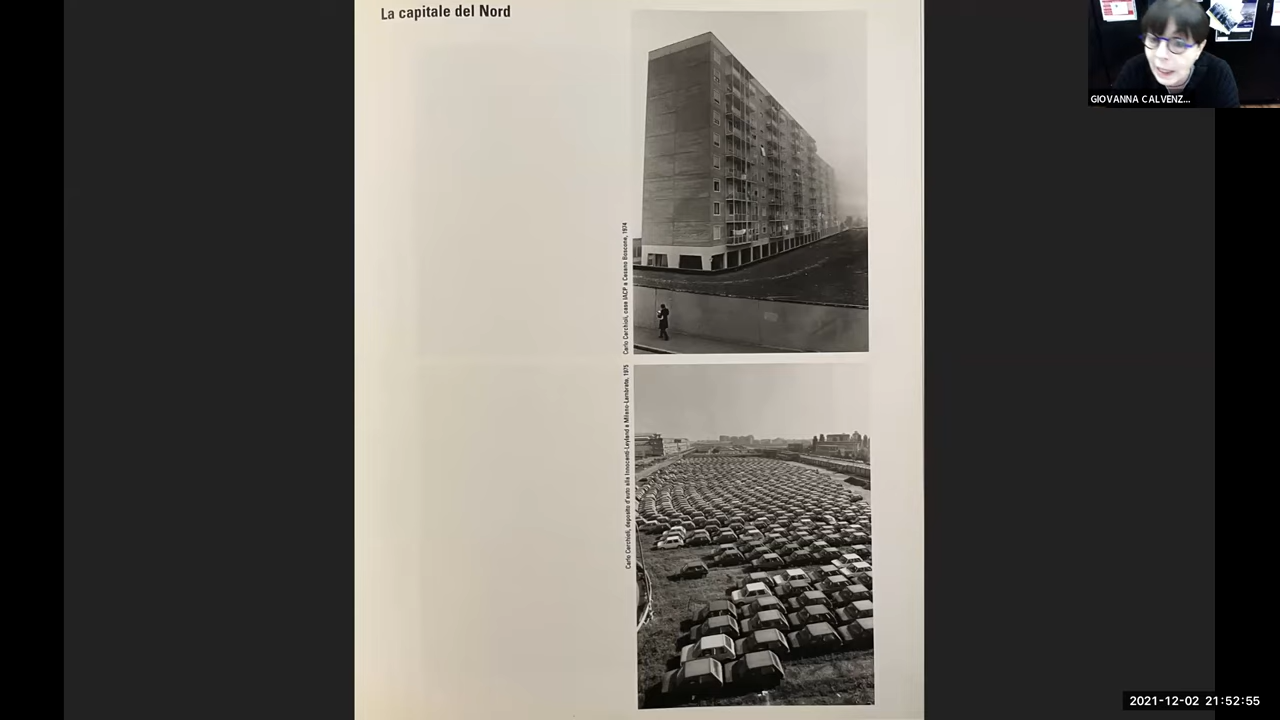 La capitale del Nord
GIOVANNA CALVENZ...
Carlo Cerchioli, case IACP a Cesano Boscone, 1974
Carlo Cerchioli, deposito d'auto alla Innocenti-Leyland a Milano-Lambrate, 1975
2021-12-02 21:52:55